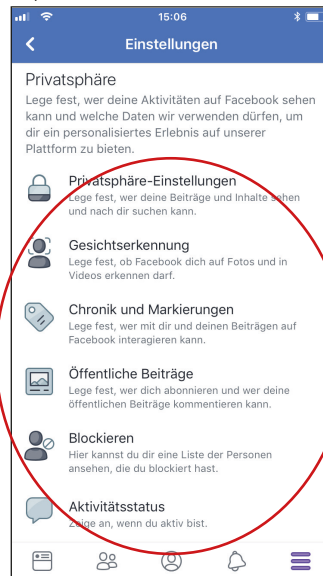 15:06
Einstellungen
Privatsphäre
Lege fest, wer deine Aktivitäten auf Facebook sehen
kann und welche Daten wir verwenden dürfen, um
dir ein personalisiertes Erlebnis auf unserer
Plattform zu bieten.
Privatsphäre-Einstellungen
Lege fest, wer deine Beiträge und Inhalte sehen
und nach dir suchen kann.
Gesichtserkennung
Lege fest, ob Facebook dich auf Fotos und in
Videos erkennen darf.
Chronik und Markierungen
Lege fest, wer mit dir und deinen Beiträgen auf
Facebook interagieren kann.
Öffentliche Beiträge
Lege fest, wer dich abonnieren und wer deine
öffentlichen Beiträge kommentieren kann.
Blockieren
Hier kannst du dir eine Liste der Personen
ansehen, die du blockiert hast.
Aktivitätsstatus
Zeige an, wenn du aktiv bist.